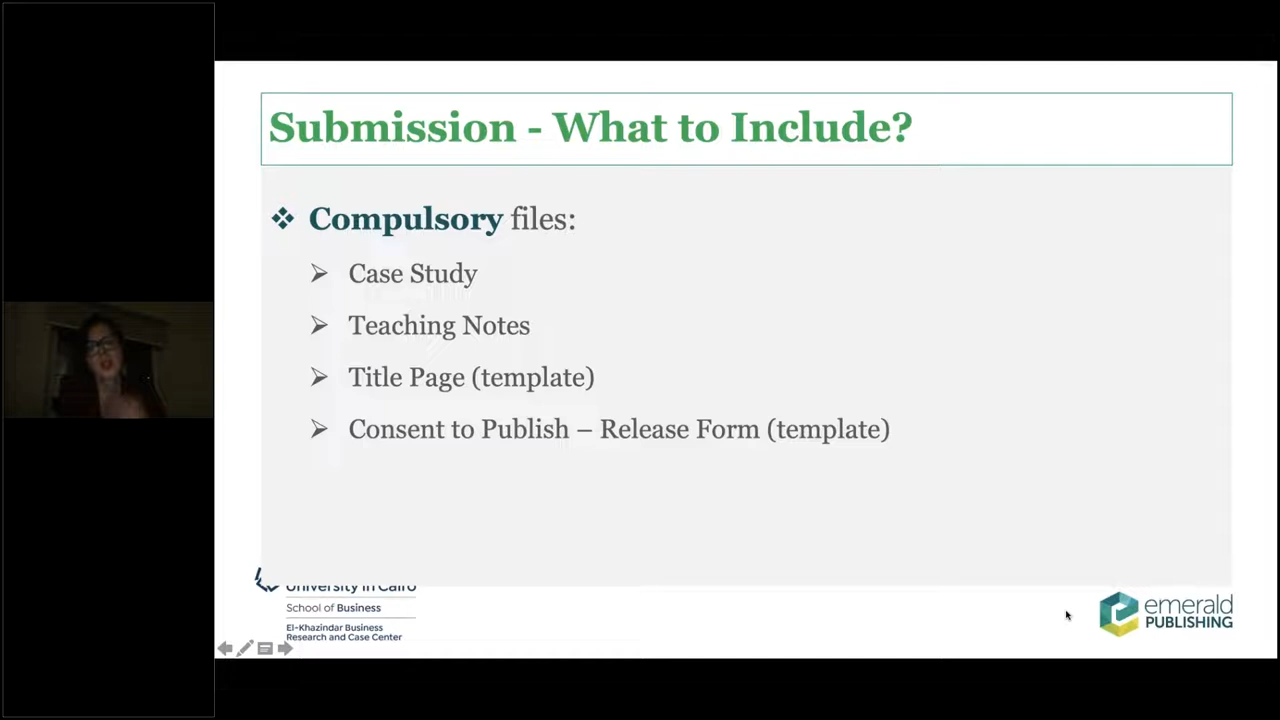 Submission - What to Include?
❖ Compulsory files:
➢ Case Study
➢ Teaching Notes
➢ Title Page (template)
➢ Consent to Publish – Release Form (template)
University in Cairo
School of Business
El-Khazindar Business
Research and Case Center
emerald
PUBLISHING